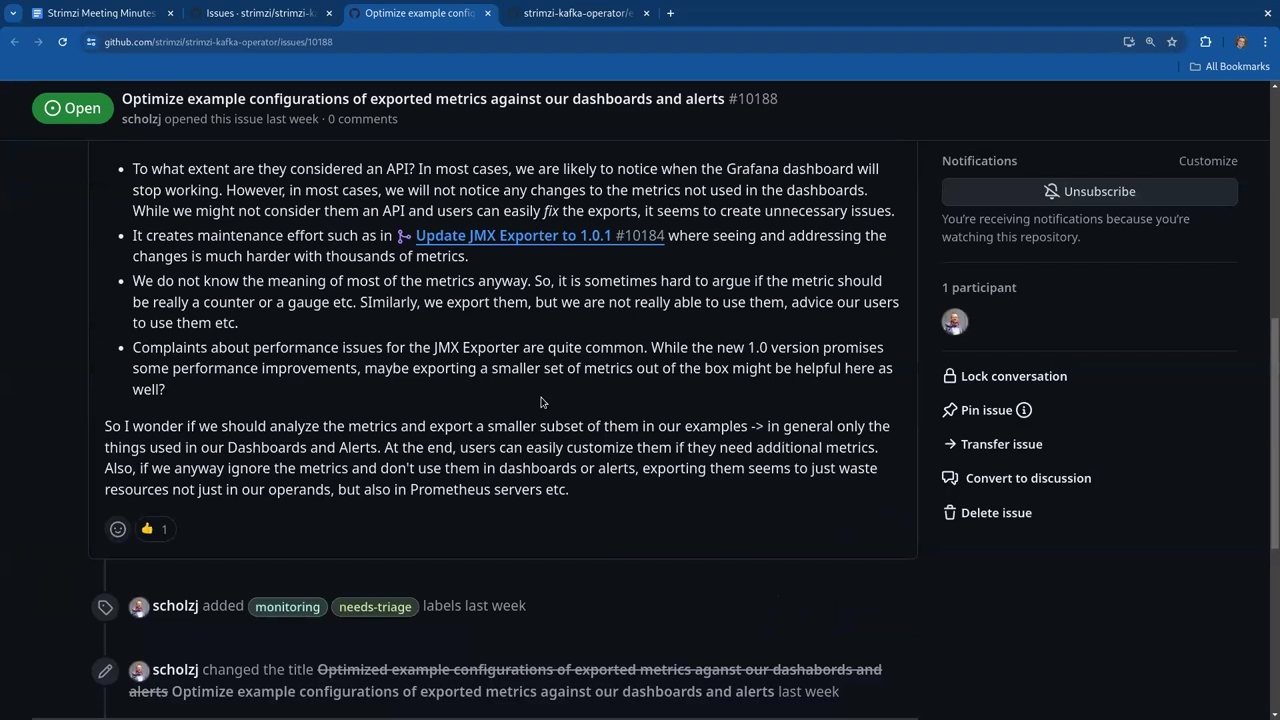 Strimzi Meeting Minutes
Issues · strimzi/strimzi-k
Optimize example config
strimzi-kafka-operator/e
github.com/strimzi/strimzi-kafka-operator/issues/10188
All Bookmarks
Open
Optimize example configurations of exported metrics against our dashboards and alerts #10188
scholzj opened this issue last week · 0 comments
• To what extent are they considered an API? In most cases, we are likely to notice when the Grafana dashboard will
stop working. However, in most cases, we will not notice any changes to the metrics not used in the dashboards.
While we might not consider them an API and users can easily fix the exports, it seems to create unnecessary issues.
• It creates maintenance effort such as in Update JMX Exporter to 1.0.1 #10184 where seeing and addressing the
changes is much harder with thousands of metrics.
• We do not know the meaning of most of the metrics anyway. So, it is sometimes hard to argue if the metric should
be really a counter or a gauge etc. SImilarly, we export them, but we are not really able to use them, advice our users
to use them etc.
• Complaints about performance issues for the JMX Exporter are quite common. While the new 1.0 version promises
some performance improvements, maybe exporting a smaller set of metrics out of the box might be helpful here as
well?
So I wonder if we should analyze the metrics and export a smaller subset of them in our examples -> in general only the
things used in our Dashboards and Alerts. At the end, users can easily customize them if they need additional metrics.
Also, if we anyway ignore the metrics and don't use them in dashboards or alerts, exporting them seems to just waste
resources not just in our operands, but also in Prometheus servers etc.
👍 1
scholzj added monitoring needs-triage labels last week
scholzj changed the title Optimized example configurations of exported metrics aganst our dashabords and
alerts Optimize example configurations of exported metrics against our dashboards and alerts last week
Notifications
Customize
Unsubscribe
You're receiving notifications because you're
watching this repository.
1 participant
Lock conversation
Pin issue
Transfer issue
Convert to discussion
Delete issue